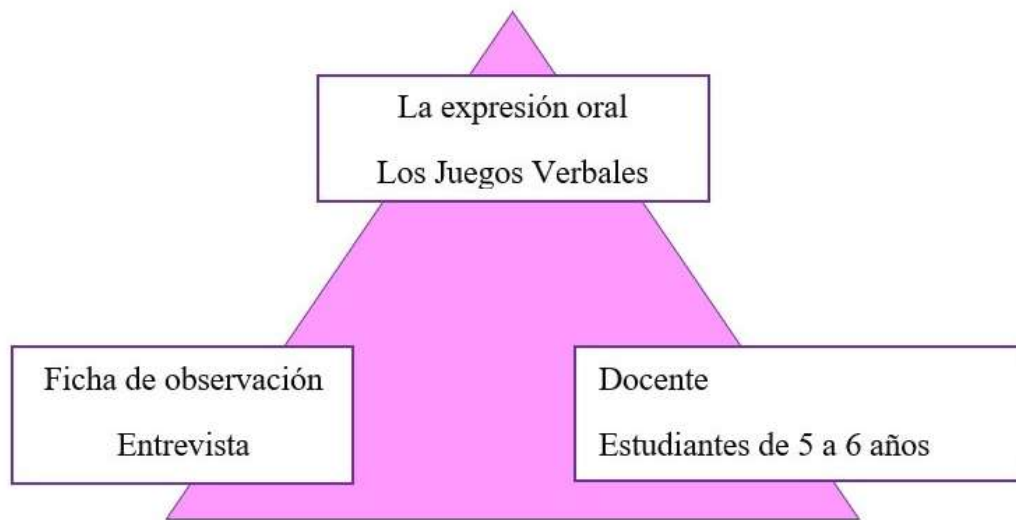 La expresión oral
Los Juegos Verbales
Ficha de observación
Entrevista
Docente
Estudiantes de 5 a 6 años